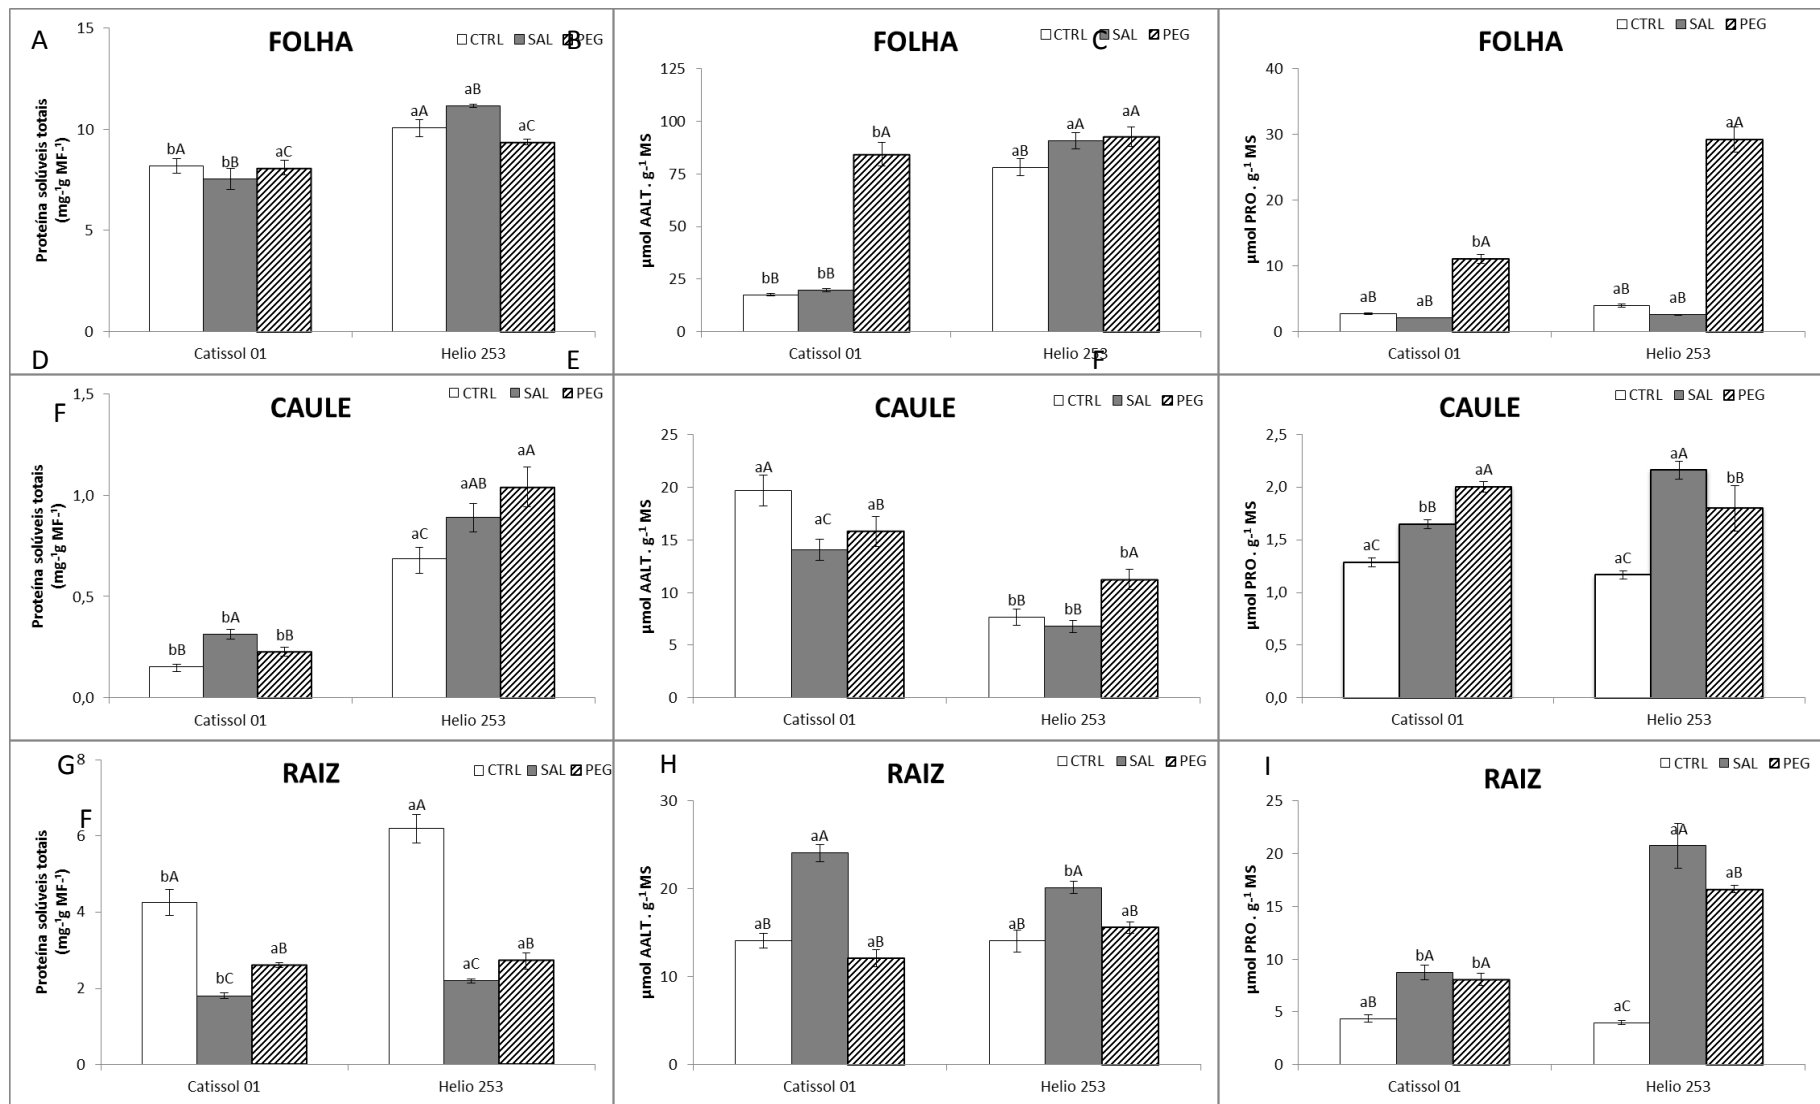 A
FOLHA
CTRL SAL PEG
Proteína solúveis totais
(mg-¹g MF-¹)
15
10
5
0
bA bB aC aA aB aC
Catissol 01 Helio 253
B
FOLHA
CTRL SAL PEG
µmol AALT . g-¹ MS
125
100
75
50
25
0
bB bB bA aB aA aA
Catissol 01 Helio 253
C
FOLHA
CTRL SAL PEG
µmol PRO . g-¹ MS
40
30
20
10
0
aB aB bA aB aB aA
Catissol 01 Helio 253
D
F
CAULE
CTRL SAL PEG
Proteína solúveis totais
(mg-¹g MF-¹)
1,5
1,0
0,5
0,0
bB bA bB aC aAB aA
Catissol 01 Helio 253
E
CAULE
CTRL SAL PEG
µmol AALT . g-¹ MS
25
20
15
10
5
0
aA aC aB bB bB bA
Catissol 01 Helio 253
F
CAULE
CTRL SAL PEG
µmol PRO . g-¹ MS
2,5
2,0
1,5
1,0
0,5
0,0
aC bB aA aC aA bB
Catissol 01 Helio 253
G
F
RAIZ
CTRL SAL PEG
Proteína solúveis totais
(mg-¹g MF-¹)
8
6
4
2
0
bA bC aB aA aC aB
Catissol 01 Helio 253
H
RAIZ
CTRL SAL PEG
µmol AALT . g-¹ MS
30
20
10
0
aB aA aB aB bA aB
Catissol 01 Helio 253
I
RAIZ
CTRL SAL PEG
µmol PRO . g-¹ MS
25
20
15
10
5
0
aB bA bA aC aA aB
Catissol 01 Helio 253